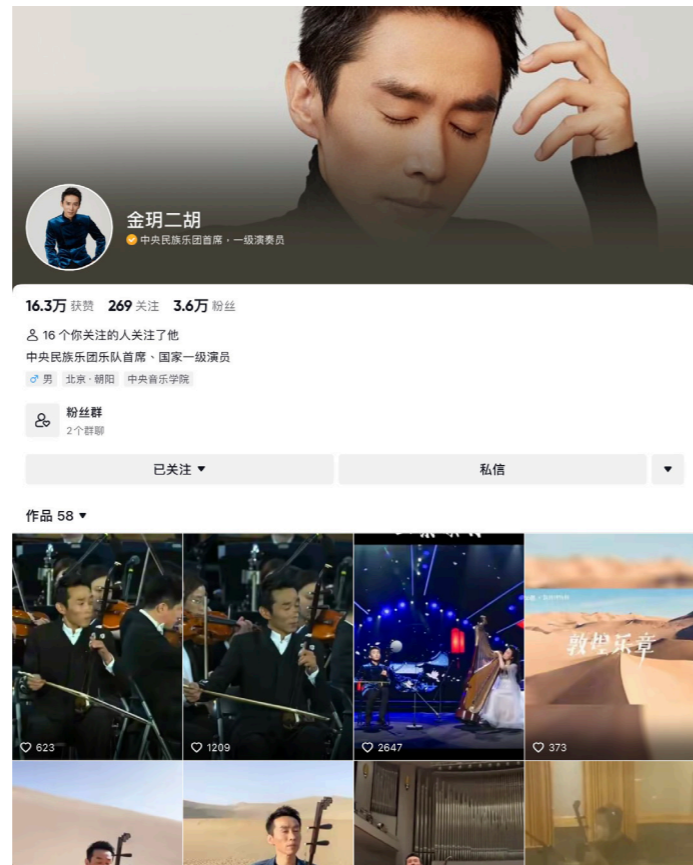 金玥二胡
中央民族乐团首席、一级演奏员
16.3万 获赞 269 关注 3.6万 粉丝
16 个你关注的人关注了他
中央民族乐团乐队首席、国家一级演员
男 北京·朝阳 中央音乐学院
粉丝群
2个群聊
已关注 私信
作品 58
敦煌乐章
623 1209 2647 373